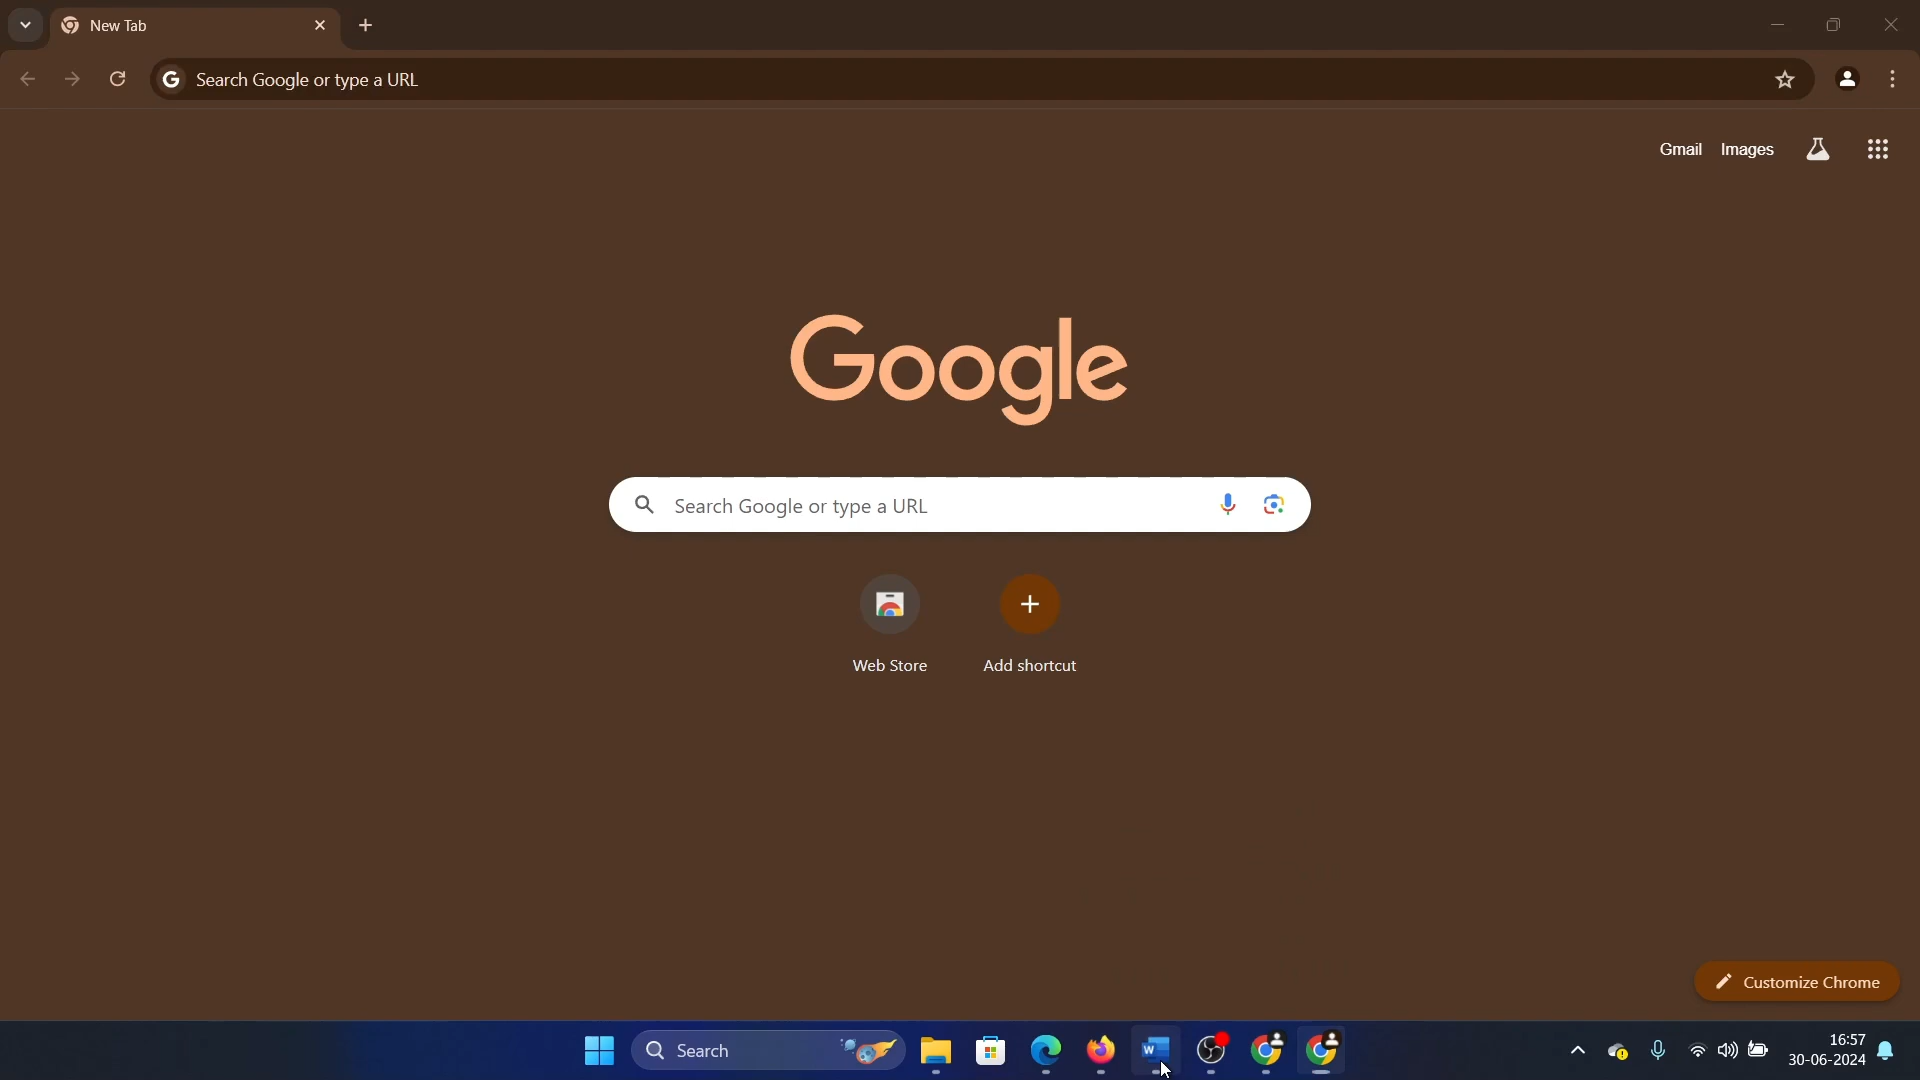 New Tab
Search Google or type a URL
Gmail Images
Google
Search Google or type a URL
Web Store
Add shortcut
Customize Chrome
Search
16:57
30-06-2024